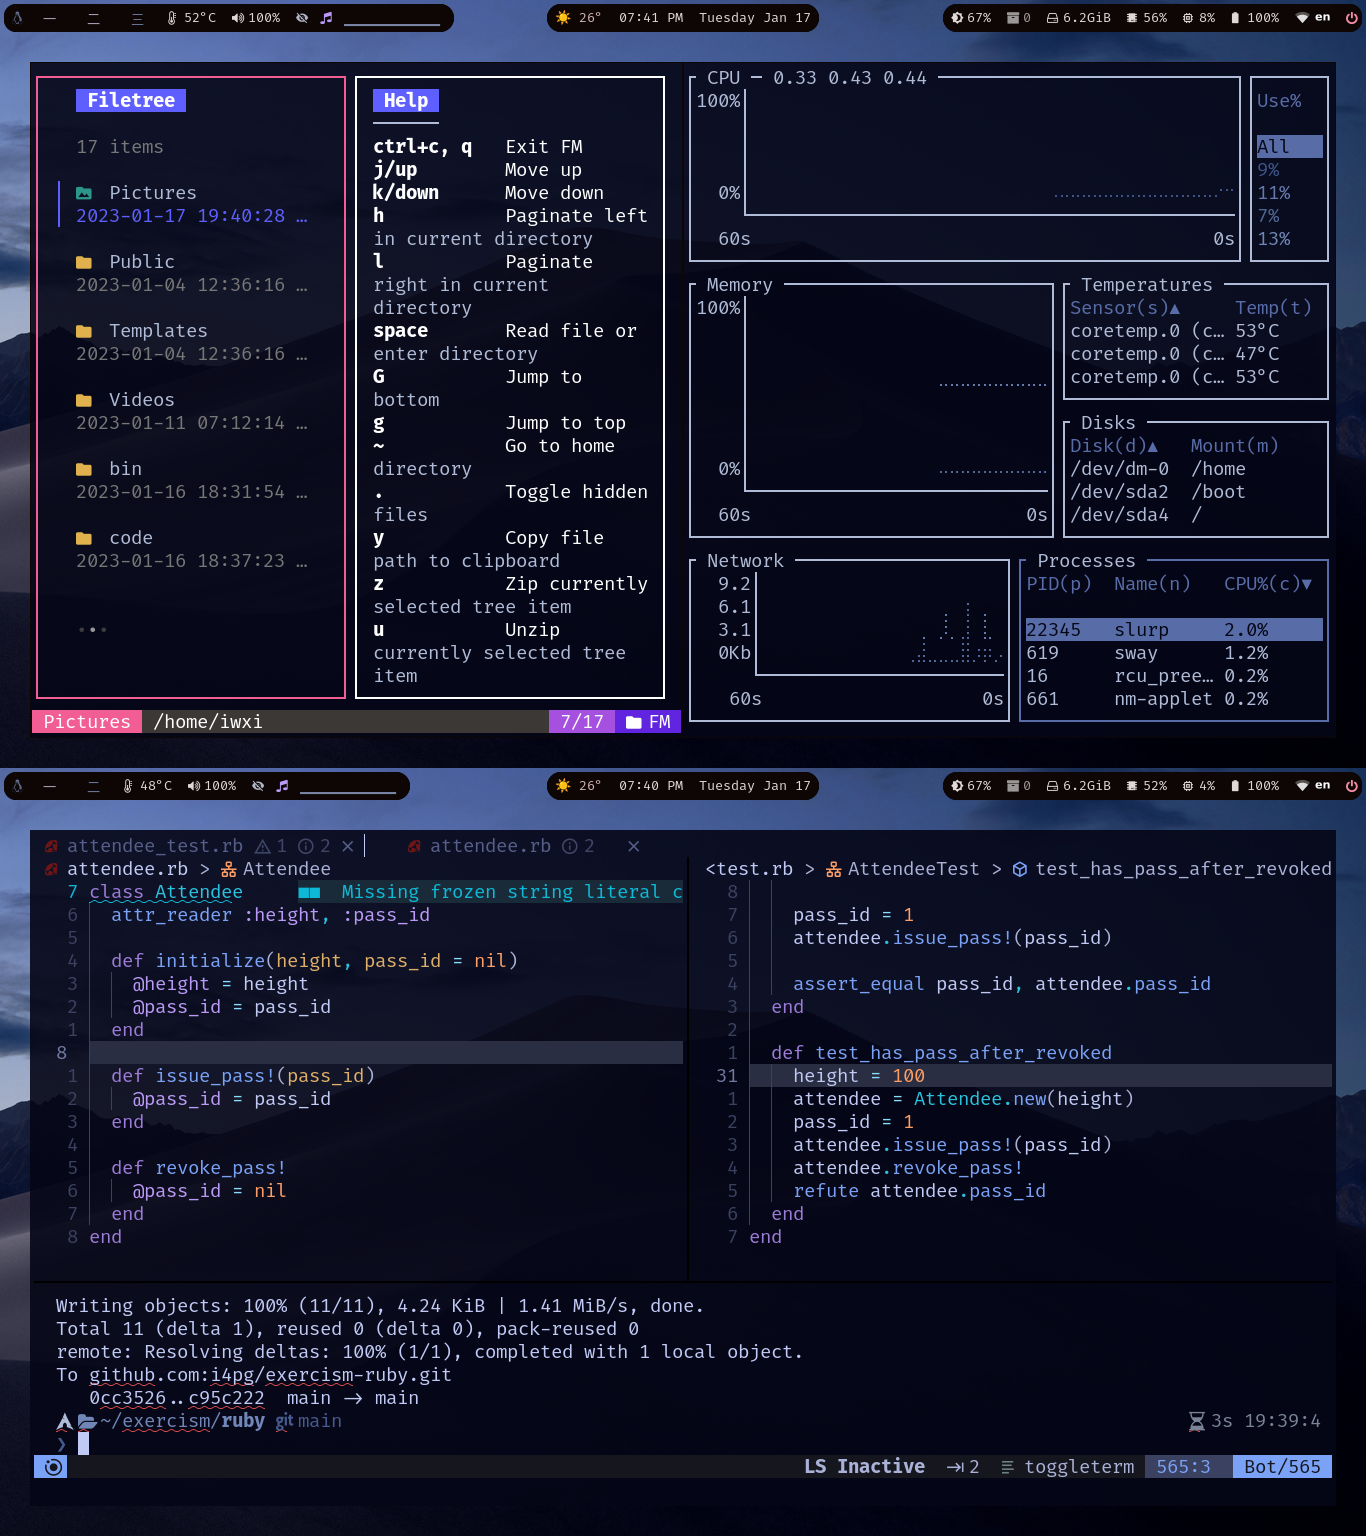 一 二 三 52°C 100%
26° 07:41 PM Tuesday Jan 17
67% 0 6.2GiB 56% 8% 100% en
Filetree
17 items
Pictures
2023-01-17 19:40:28 …
Public
2023-01-04 12:36:16 …
Templates
2023-01-04 12:36:16 …
Videos
2023-01-11 07:12:14 …
bin
2023-01-16 18:31:54 …
code
2023-01-16 18:37:23 …
Pictures /home/iwxi 7/17 FM
Help
ctrl+c, q Exit FM
j/up Move up
k/down Move down
h Paginate left
in current directory
l Paginate
right in current
directory
space Read file or
enter directory
G Jump to
bottom
g Jump to top
~ Go to home
directory
. Toggle hidden
files
y Copy file
path to clipboard
z Zip currently
selected tree item
u Unzip
currently selected tree
item
CPU — 0.33 0.43 0.44
100%
0%
60s 0s
Use%
All
9%
11%
7%
13%
Memory
100%
0%
60s 0s
Temperatures
Sensor(s)▲ Temp(t)
coretemp.0 (c… 53°C
coretemp.0 (c… 47°C
coretemp.0 (c… 53°C
Disks
Disk(d)▲ Mount(m)
/dev/dm-0 /home
/dev/sda2 /boot
/dev/sda4 /
Network
9.2
6.1
3.1
0Kb
60s 0s
Processes
PID(p) Name(n) CPU%(c)▼
22345 slurp 2.0%
619 sway 1.2%
16 rcu_pree… 0.2%
661 nm-applet 0.2%
一 二 48°C 100%
26° 07:40 PM Tuesday Jan 17
67% 0 6.2GiB 52% 4% 100% en
attendee_test.rb 1 2 × attendee.rb 2 ×
attendee.rb > Attendee
7 class Attendee ■■ Missing frozen string literal c
6 attr_reader :height, :pass_id
5
4 def initialize(height, pass_id = nil)
3 @height = height
2 @pass_id = pass_id
1 end
8
1 def issue_pass!(pass_id)
2 @pass_id = pass_id
3 end
4
5 def revoke_pass!
6 @pass_id = nil
7 end
8 end
<test.rb > AttendeeTest > test_has_pass_after_revoked
8
7 pass_id = 1
6 attendee.issue_pass!(pass_id)
5
4 assert_equal pass_id, attendee.pass_id
3 end
2
1 def test_has_pass_after_revoked
31 height = 100
1 attendee = Attendee.new(height)
2 pass_id = 1
3 attendee.issue_pass!(pass_id)
4 attendee.revoke_pass!
5 refute attendee.pass_id
6 end
7 end
Writing objects: 100% (11/11), 4.24 KiB | 1.41 MiB/s, done.
Total 11 (delta 1), reused 0 (delta 0), pack-reused 0
remote: Resolving deltas: 100% (1/1), completed with 1 local object.
To github.com:i4pg/exercism-ruby.git
0cc3526..c95c222 main -> main
~/exercism/ruby git main 3s 19:39:4
❯
LS Inactive 2 toggleterm 565:3 Bot/565